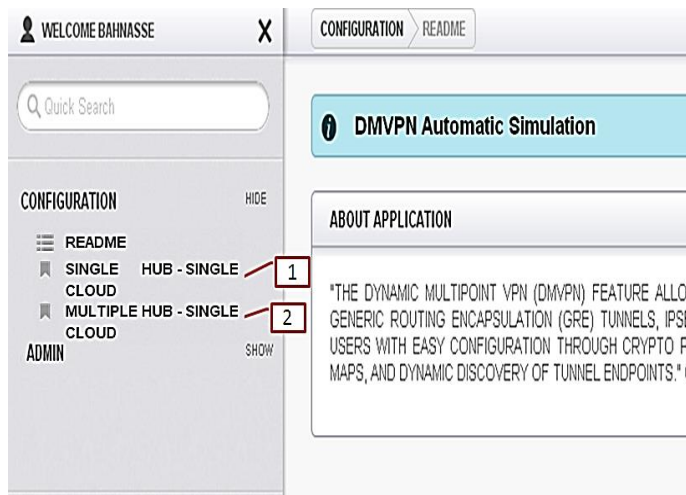 WELCOME BAHNASSE X
Quick Search
CONFIGURATION HIDE
README
SINGLE HUB - SINGLE CLOUD
1
MULTIPLE HUB - SINGLE CLOUD
2
ADMIN SHOW
CONFIGURATION README
DMVPN Automatic Simulation
ABOUT APPLICATION
"THE DYNAMIC MULTIPOINT VPN (DMVPN) FEATURE ALLO
GENERIC ROUTING ENCAPSULATION (GRE) TUNNELS, IPSE
USERS WITH EASY CONFIGURATION THROUGH CRYPTO P
MAPS, AND DYNAMIC DISCOVERY OF TUNNEL ENDPOINTS."